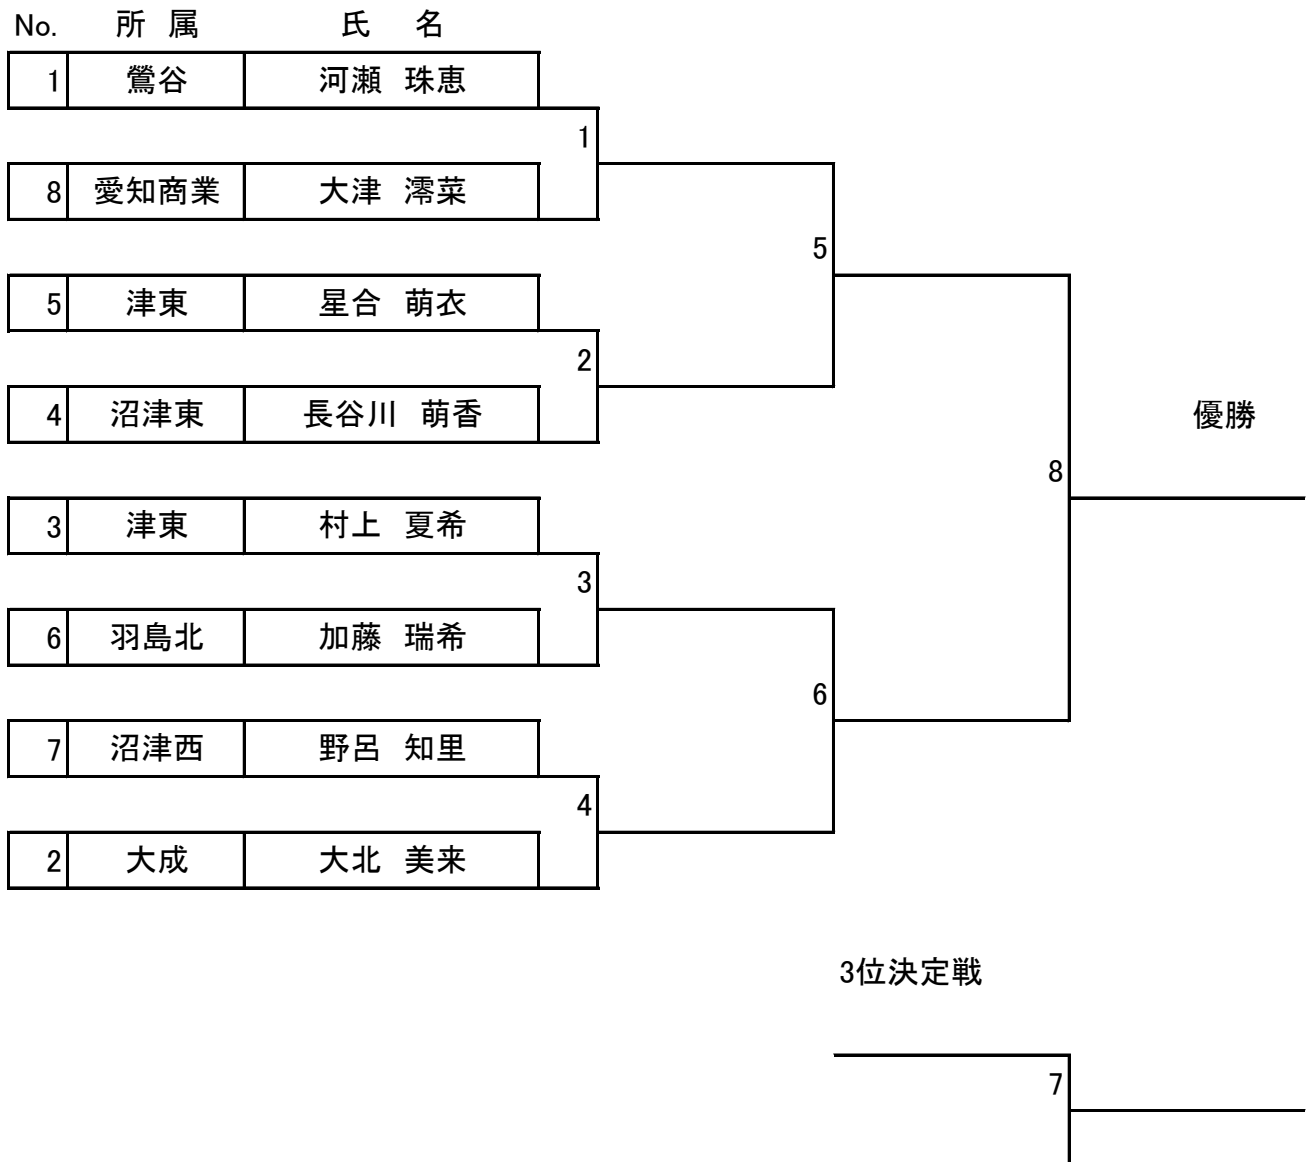 No. 所 属 氏 名
1 鶯谷 河瀬 珠恵
1
8 愛知商業 大津 澪菜
5
5 津東 星合 萌衣
2
4 沼津東 長谷川 萌香
優勝
8
3 津東 村上 夏希
3
6 羽島北 加藤 瑞希
6
7 沼津西 野呂 知里
4
2 大成 大北 美来
3位決定戦
7